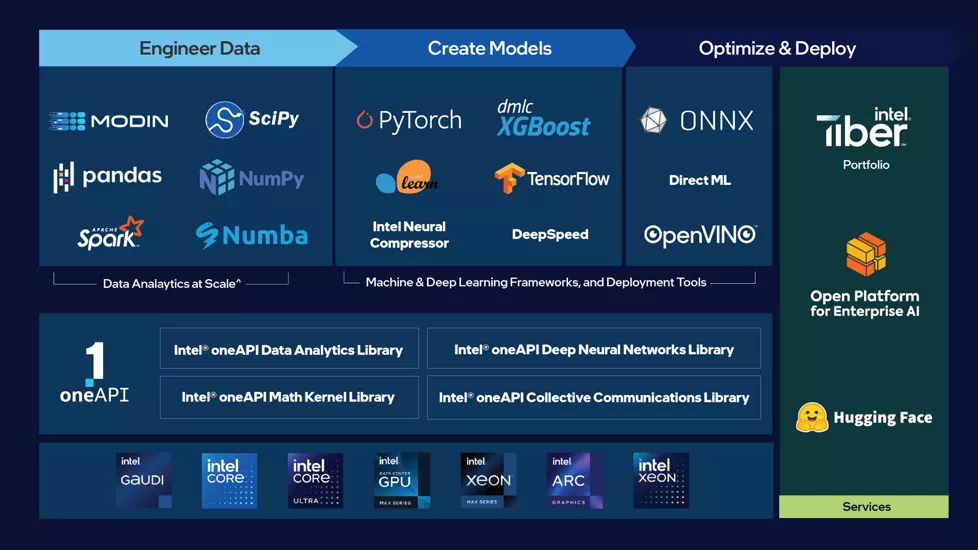 Engineer Data
Create Models
Optimize & Deploy
MODIN
SciPy
pandas
NumPy
APACHE
Spark™
Numba
PyTorch
dmlc
XGBoost
learn
TensorFlow
Intel Neural
Compressor
DeepSpeed
ONNX
Direct ML
OpenVINO™
Data Analaytics at Scale^
Machine & Deep Learning Frameworks, and Deployment Tools
intel
Tiber™
Portfolio
Open Platform
for Enterprise AI
Hugging Face
Services
1
oneAPI
Intel® oneAPI Data Analytics Library
Intel® oneAPI Deep Neural Networks Library
Intel® oneAPI Math Kernel Library
Intel® oneAPI Collective Communications Library
intel
GAUDI
intel
CORE
intel
CORE
ULTRA
intel
DATA CENTER
GPU
MAX SERIES
intel
XEON
MAX SERIES
intel
ARC
GRAPHICS
intel
XEON